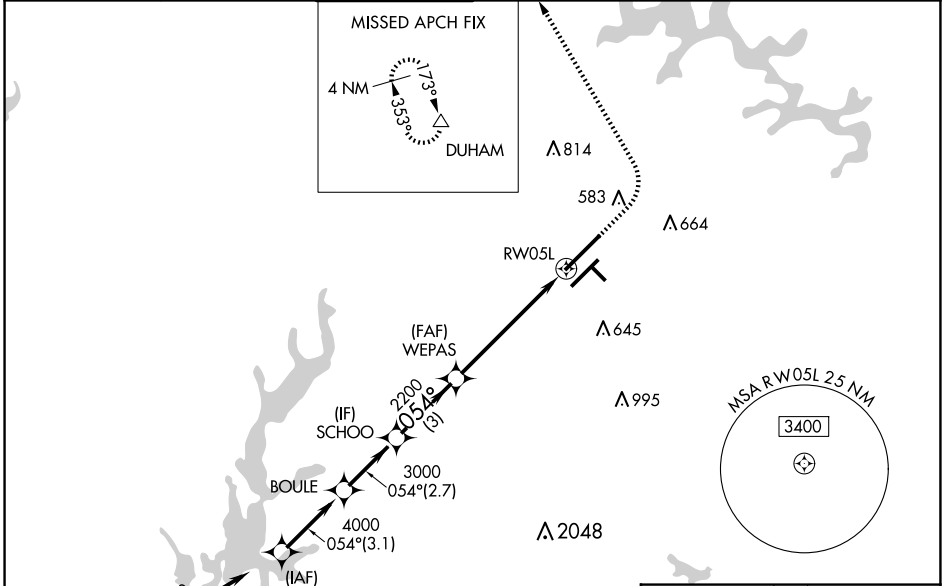 MISSED APCH FIX
4 NM
173°
353°
DUHAM
814
583
664
RW05L
645
(FAF)
WEPAS
995
2200
054°
(3)
(IF)
SCHOO
MSA RW05L 25 NM
3400
BOULE
3000
054°(2.7)
4000
054°(3.1)
2048
(IAF)